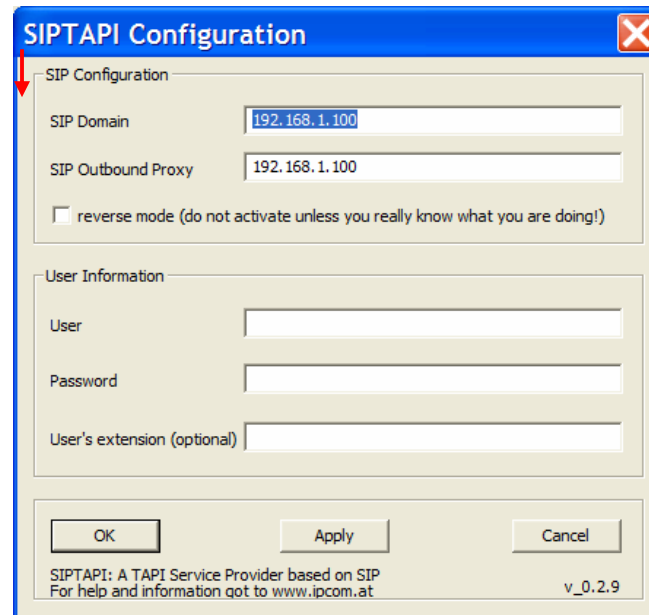 SIPTAPI Configuration
SIP Configuration
SIP Domain 192.168.1.100
SIP Outbound Proxy 192.168.1.100
reverse mode (do not activate unless you really know what you are doing!)
User Information
User
Password
User's extension (optional)
OK Apply Cancel
SIPTAPI: A TAPI Service Provider based on SIP
For help and information got to www.ipcom.at v_0.2.9